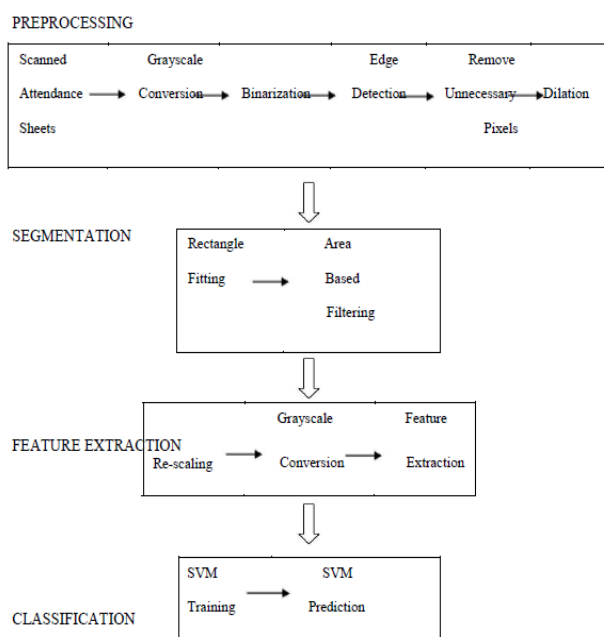 PREPROCESSING
Scanned Grayscale Edge Remove
Attendance Conversion Binarization Detection Unnecessary Dilation
Sheets Pixels
SEGMENTATION
Rectangle Area
Fitting Based
Filtering
Grayscale Feature
FEATURE EXTRACTION
Re-scaling Conversion Extraction
SVM SVM
Training Prediction
CLASSIFICATION